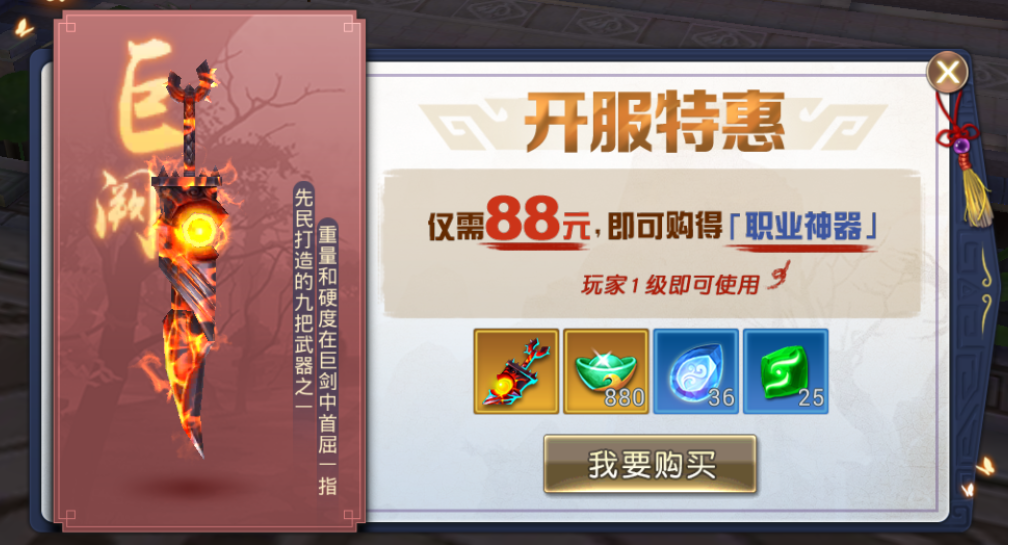 巨阙
先民打造的九把武器之一
重量和硬度在巨剑中首屈一指
开服特惠
仅需88元，即可购得「职业神器」
玩家1级即可使用
880
36
25
我要购买